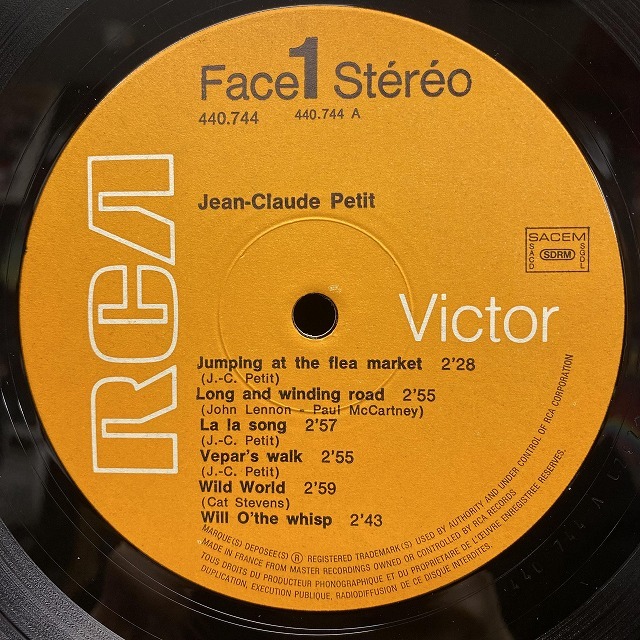 Face 1 Stéréo
440.744 440.744 A
Jean-Claude Petit
RCA
SACEM
SACD SDRM SGDL
Victor
Jumping at the flea market 2'28
(J.-C. Petit)
Long and winding road 2'55
(John Lennon - Paul McCartney)
La la song 2'57
(J.-C. Petit)
Vepar's walk 2'55
(J.-C. Petit)
Wild World 2'59
(Cat Stevens)
Will O'the whisp 2'43
MARQUE(S) DEPOSEE(S) ® REGISTERED TRADEMARK(S) USED BY AUTHORITY AND UNDER CONTROL OF RCA CORPORATION
MADE IN FRANCE FROM MASTER RECORDINGS OWNED OR CONTROLLED BY RCA RECORDS
TOUS DROITS DU PRODUCTEUR PHONOGRAPHIQUE ET DU PROPRIETAIRE DE L'ŒUVRE ENREGISTREE RESERVES.
DUPLICATION, EXECUTION PUBLIQUE, RADIODIFFUSION DE CE DISQUE INTERDITES.